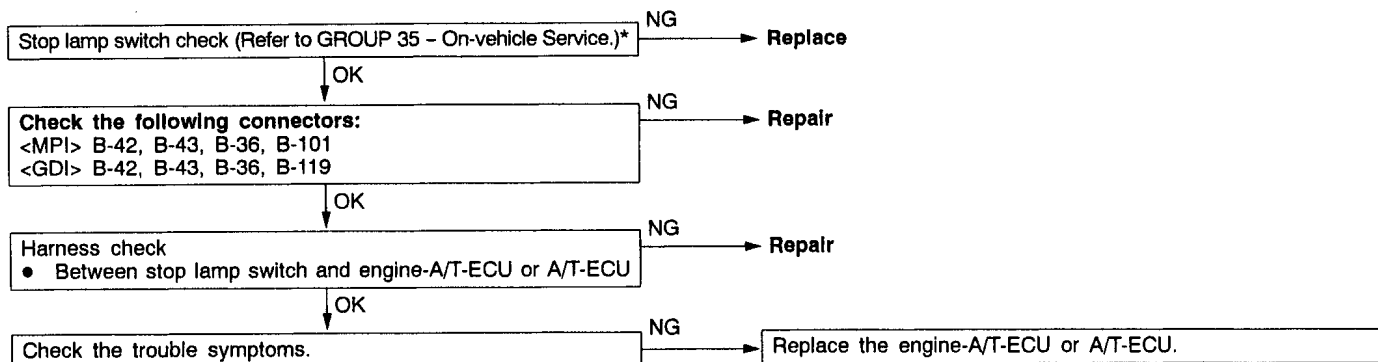 NG
Stop lamp switch check (Refer to GROUP 35 – On-vehicle Service.)*
Replace
OK
NG
Check the following connectors:
<MPI> B-42, B-43, B-36, B-101
<GDI> B-42, B-43, B-36, B-119
Repair
OK
NG
Harness check
● Between stop lamp switch and engine-A/T-ECU or A/T-ECU
Repair
OK
NG
Check the trouble symptoms.
Replace the engine-A/T-ECU or A/T-ECU.